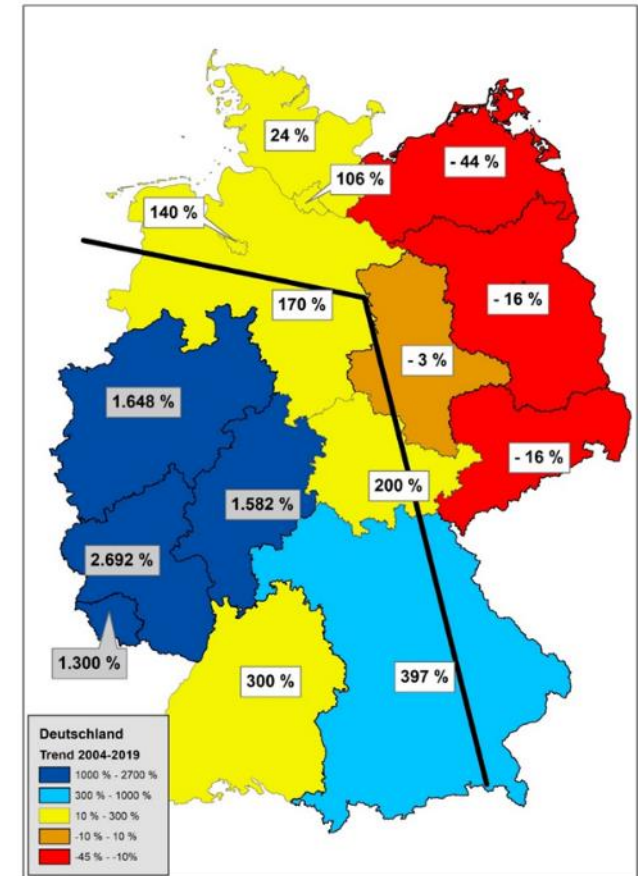 24 %
- 44 %
106 %
140 %
- 16 %
170 %
- 3 %
1.648 %
- 16 %
200 %
1.582 %
2.692 %
1.300 %
300 %
397 %
Deutschland
Trend 2004-2019
1000 % - 2700 %
300 % - 1000 %
10 % - 300 %
-10 % - 10 %
-45 % - -10%